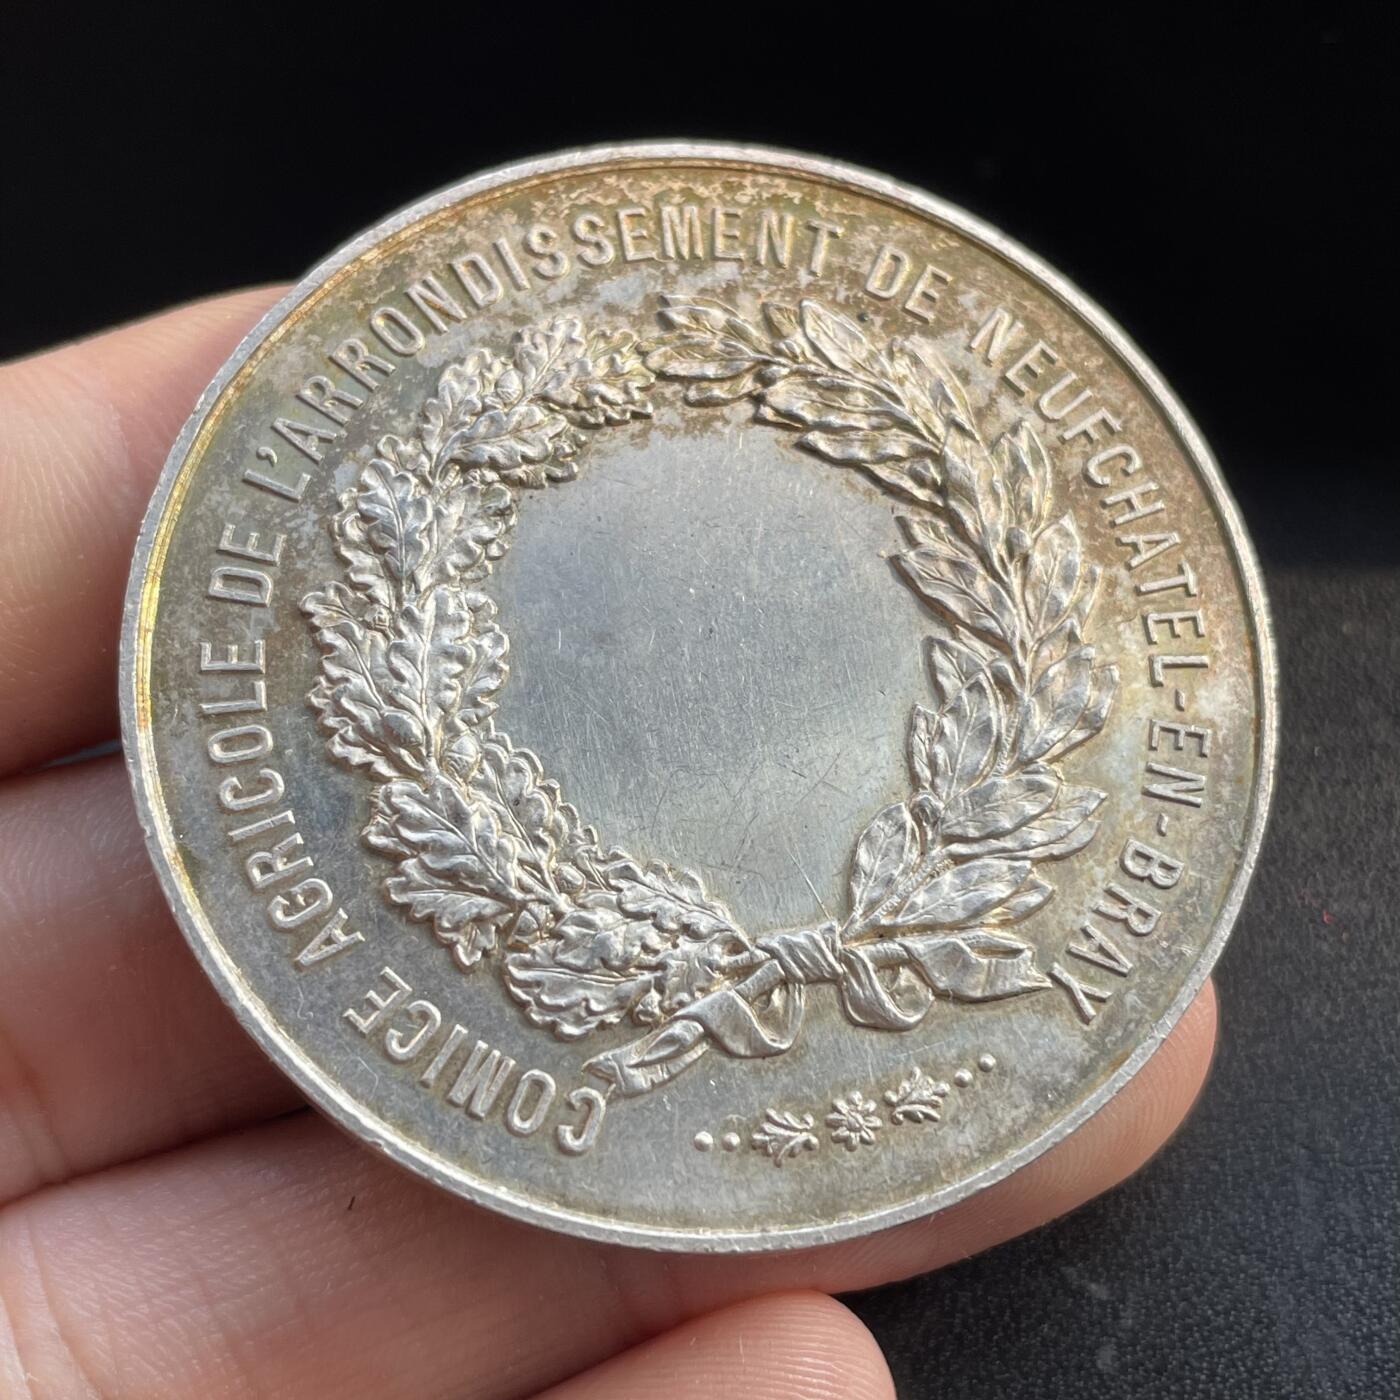 COMICE AGRICOLE DE L'ARRONDISSEMENT DE NEUFCHATEL-EN-BRAY